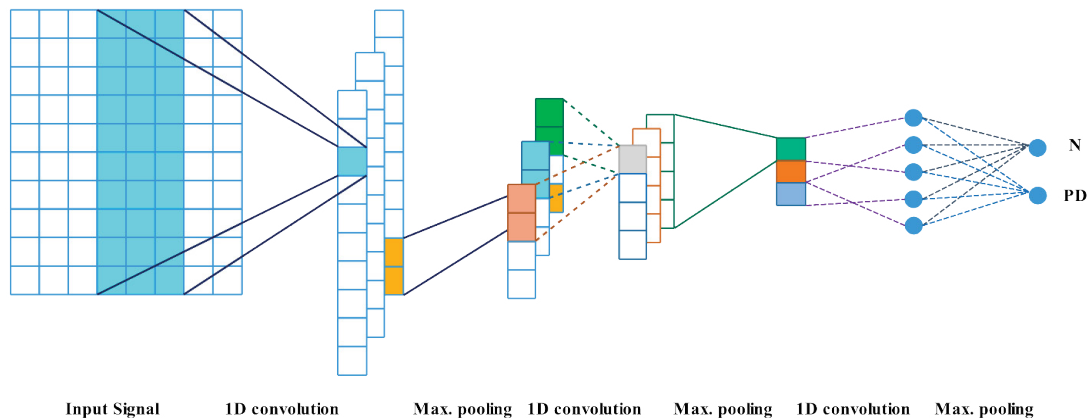 N
PD
Input Signal
1D convolution
Max. pooling
1D convolution
Max. pooling
1D convolution
Max. pooling